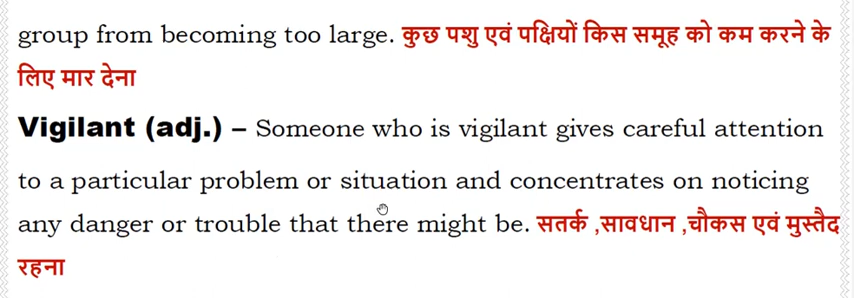 group from becoming too large. कुछ पशु एवं पक्षियों किस समूह को कम करने के
लिए मार देना
Vigilant (adj.) – Someone who is vigilant gives careful attention
to a particular problem or situation and concentrates on noticing
any danger or trouble that there might be. सतर्क ,सावधान ,चौकस एवं मुस्तैद
रहना